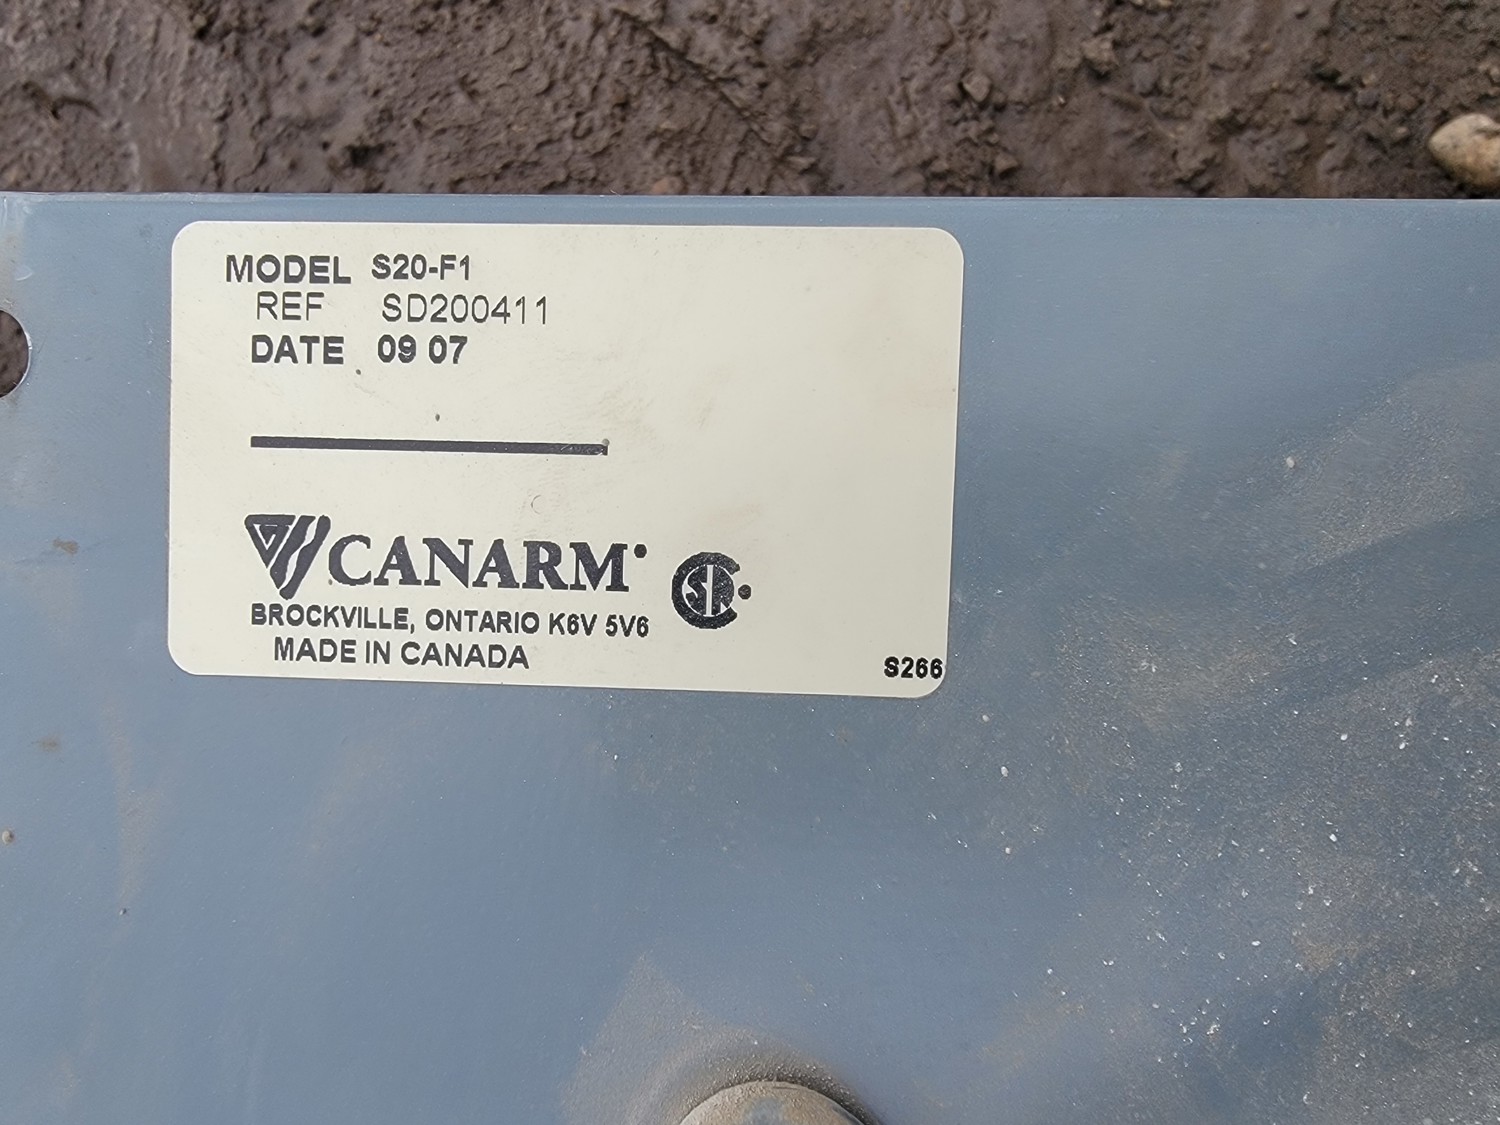 MODEL S20-F1
REF SD200411
DATE 09 07
CANARM
BROCKVILLE, ONTARIO K6V 5V6
MADE IN CANADA
S266